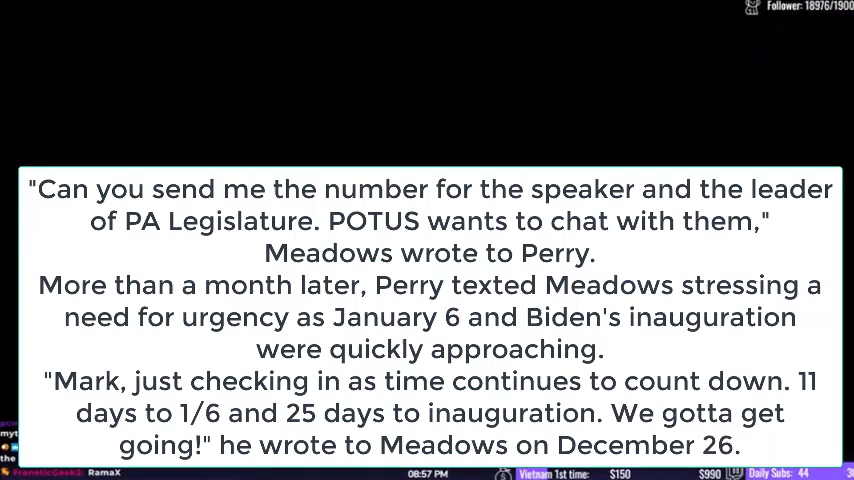 Follower: 18976/1900
"Can you send me the number for the speaker and the leader
of PA Legislature. POTUS wants to chat with them,"
Meadows wrote to Perry.
More than a month later, Perry texted Meadows stressing a
need for urgency as January 6 and Biden's inauguration
were quickly approaching.
"Mark, just checking in as time continues to count down. 11
days to 1/6 and 25 days to inauguration. We gotta get
going!" he wrote to Meadows on December 26.
myt
the
FreneticGeek2: RamaX
08:57 PM
Vietnam 1st time: $150 $990
Daily Subs: 44